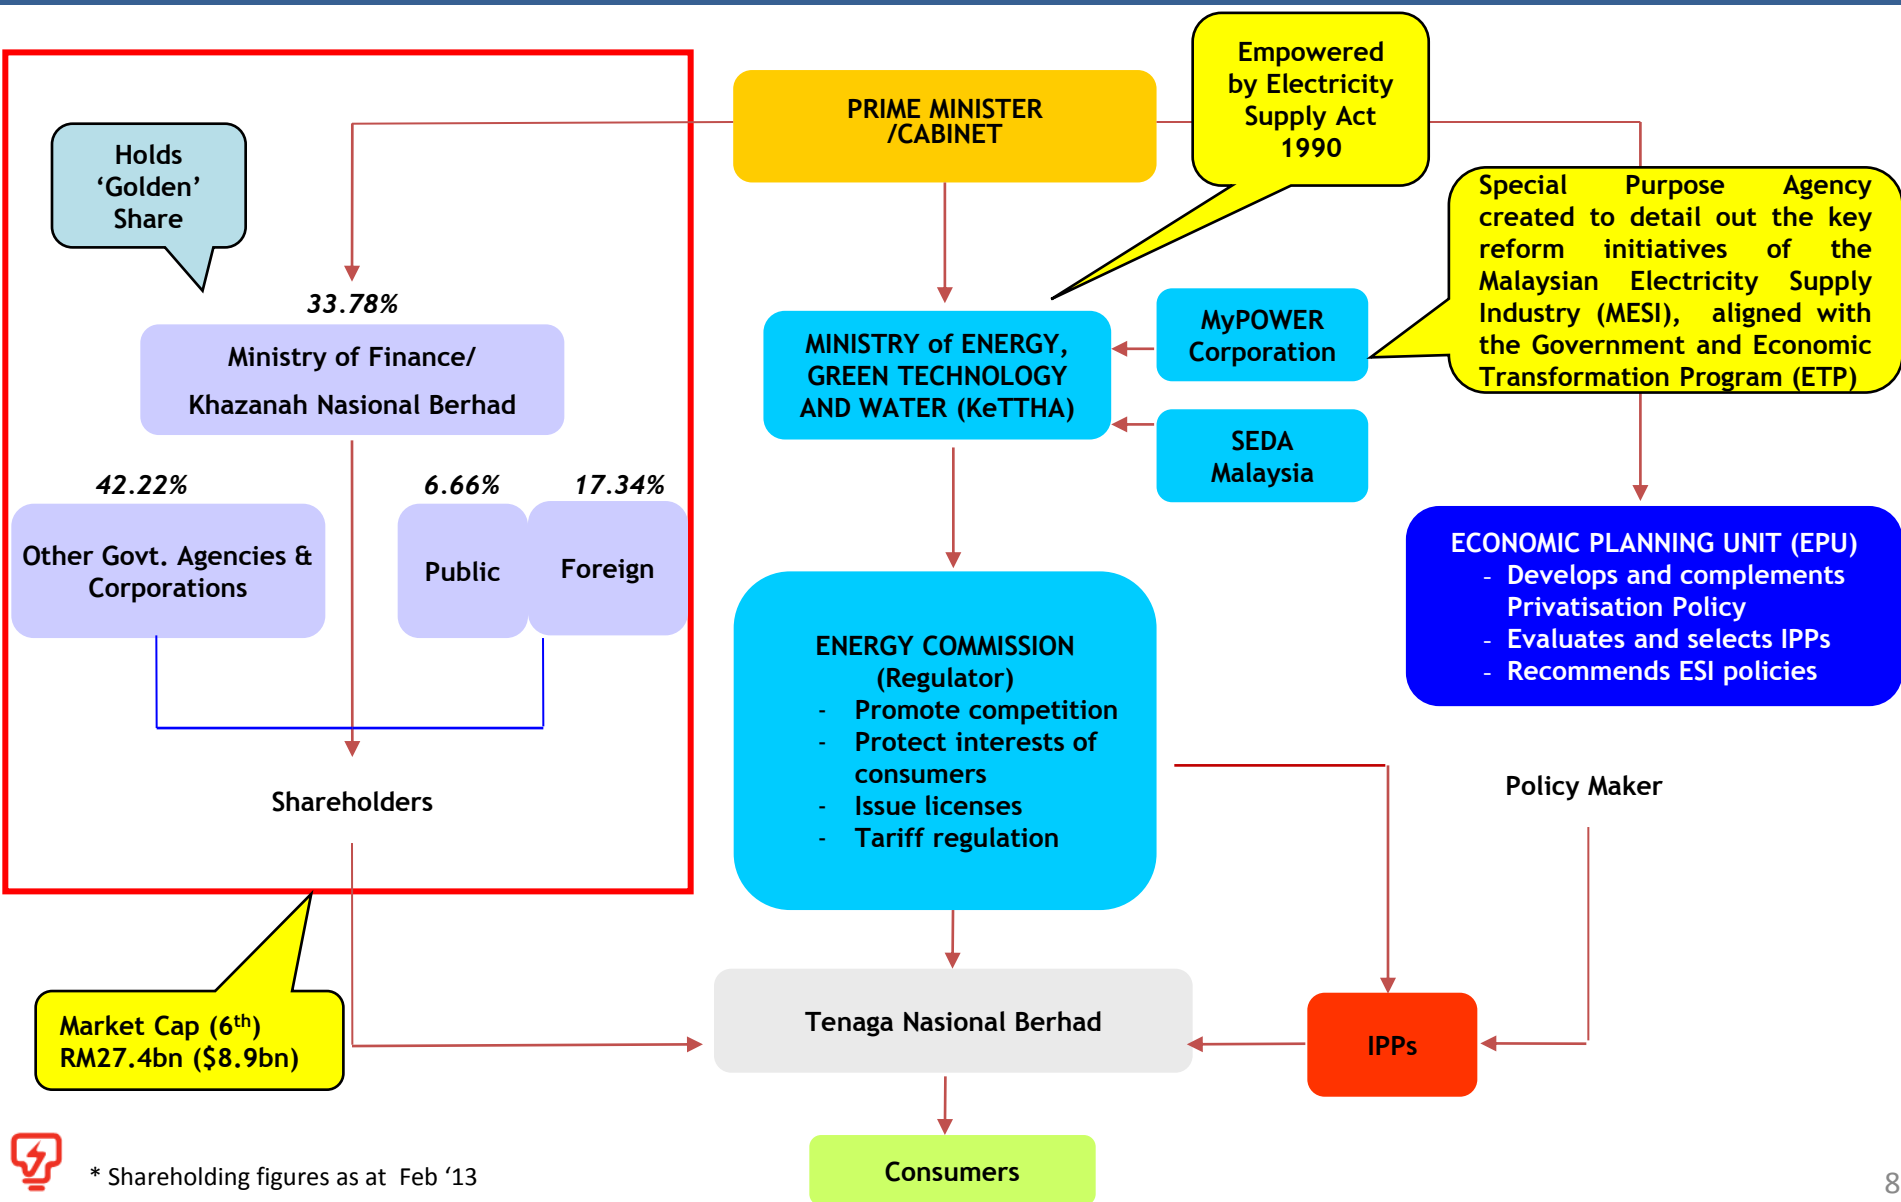 PRIME MINISTER
/CABINET
Empowered
by Electricity
Supply Act
1990
Holds
‘Golden’
Share
Special Purpose Agency
created to detail out the key
reform initiatives of the
Malaysian Electricity Supply
Industry (MESI), aligned with
the Government and Economic
Transformation Program (ETP)
33.78%
Ministry of Finance/
Khazanah Nasional Berhad
MINISTRY of ENERGY,
GREEN TECHNOLOGY
AND WATER (KeTTHA)
MyPOWER
Corporation
SEDA
Malaysia
42.22%
6.66%
17.34%
Other Govt. Agencies &
Corporations
Public
Foreign
ECONOMIC PLANNING UNIT (EPU)
- Develops and complements
Privatisation Policy
- Evaluates and selects IPPs
- Recommends ESI policies
ENERGY COMMISSION
(Regulator)
- Promote competition
- Protect interests of
consumers
- Issue licenses
- Tariff regulation
Shareholders
Policy Maker
Market Cap (6th)
RM27.4bn ($8.9bn)
Tenaga Nasional Berhad
IPPs
Consumers
* Shareholding figures as at Feb ‘13
8